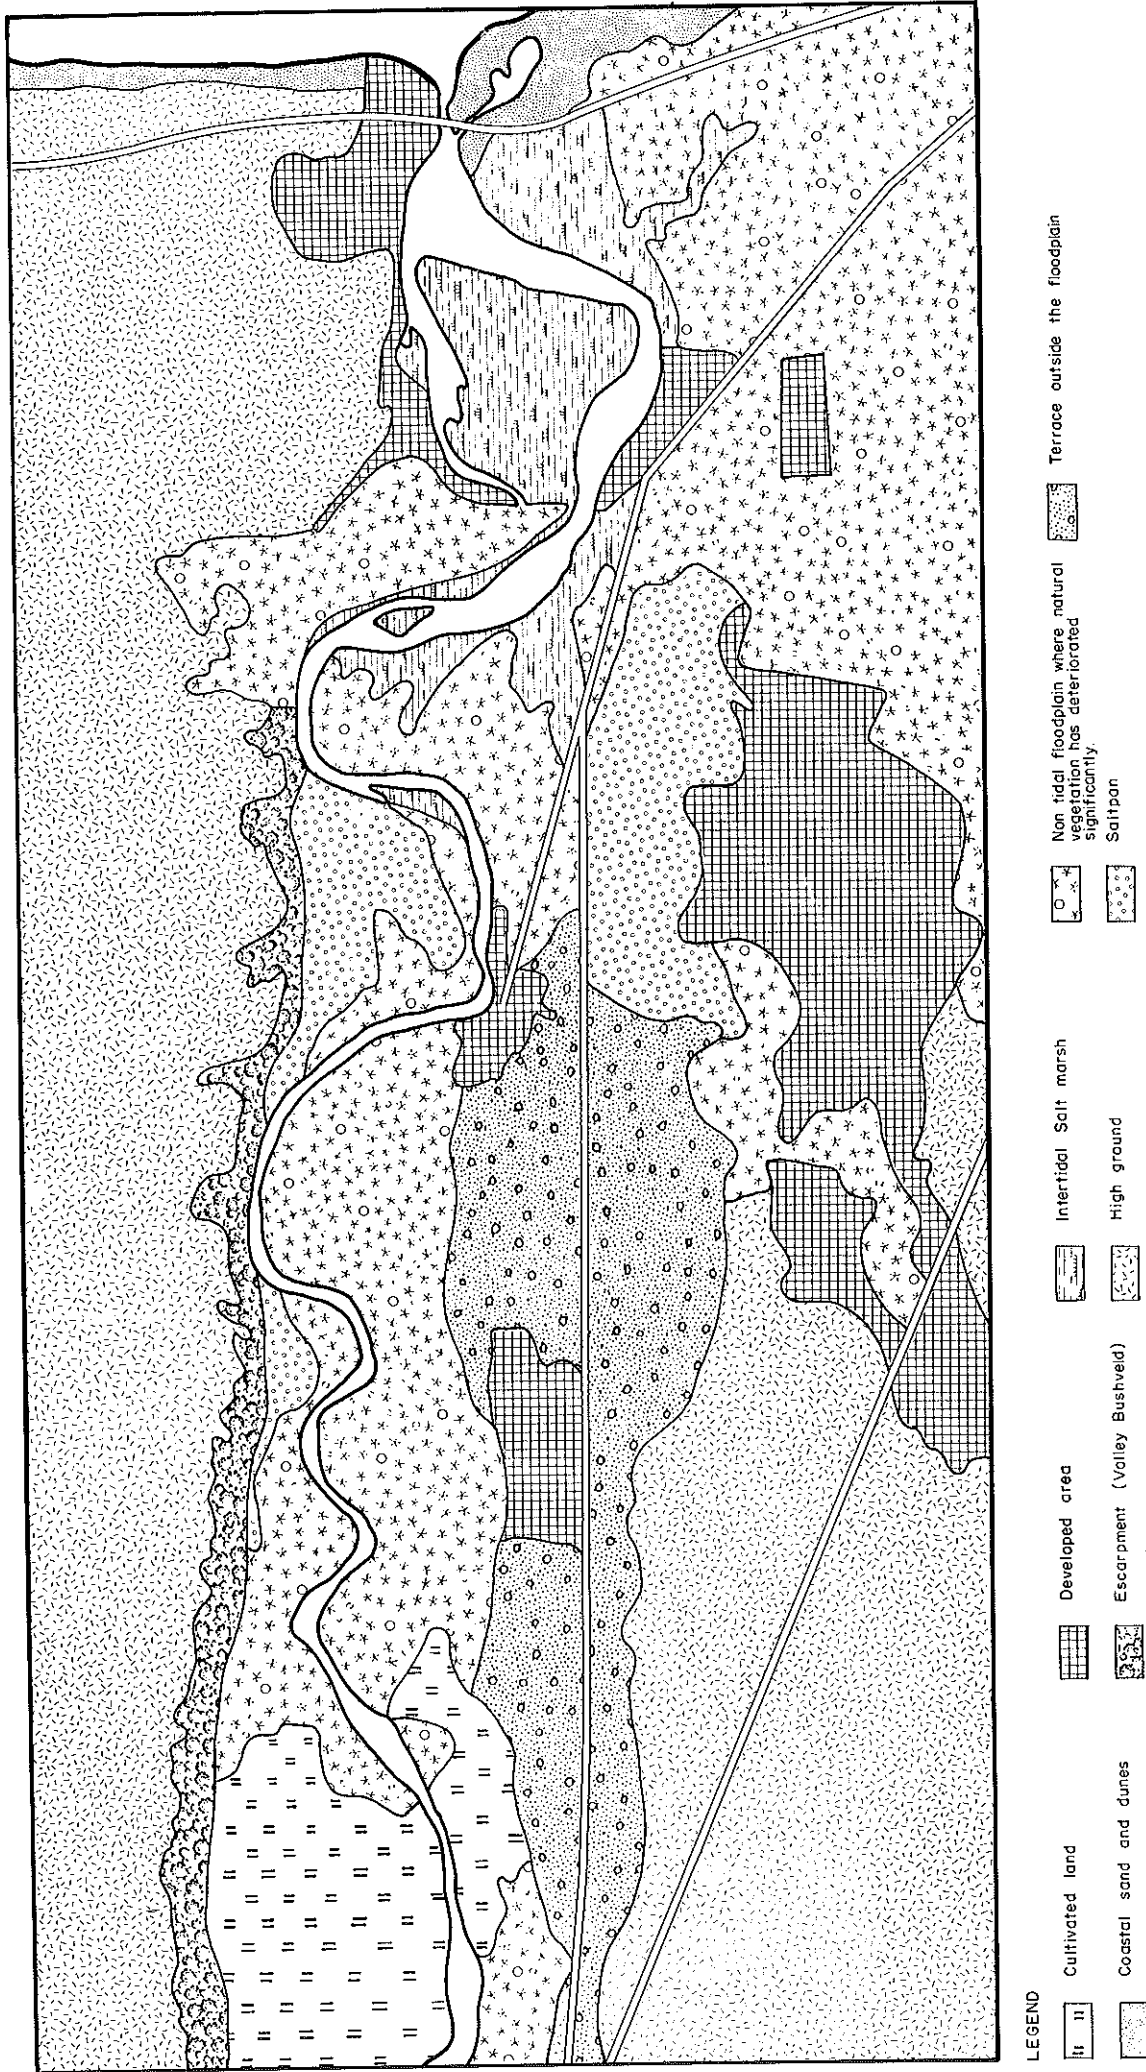 LEGEND
Cultivated land
Coastal sand and dunes
Developed area
Escarpment (Valley Bushveld)
Intertidal Salt marsh
High ground
Non tidal floodplain where natural
vegetation has deteriorated
significantly.
Saltpan
Terrace outside the floodplain